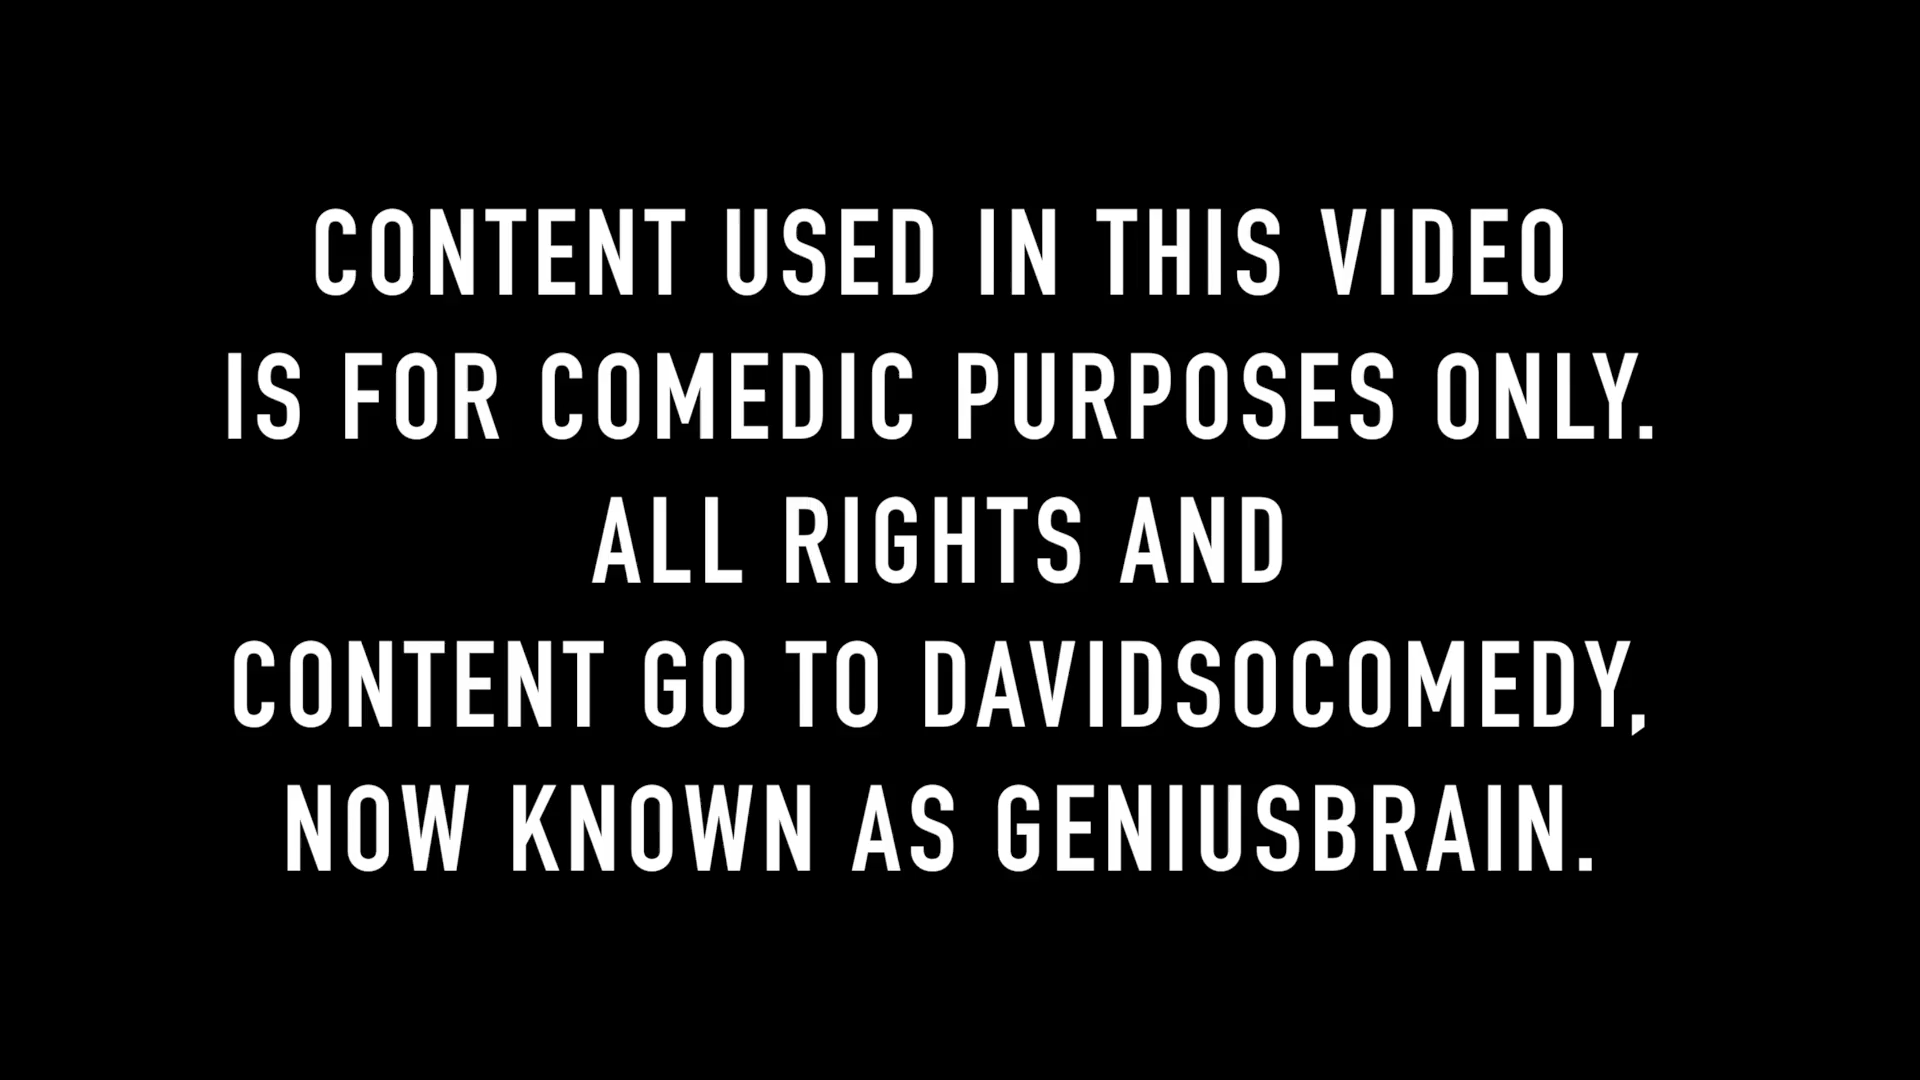 CONTENT USED IN THIS VIDEO
IS FOR COMEDIC PURPOSES ONLY.
ALL RIGHTS AND
CONTENT GO TO DAVIDSOCOMEDY,
NOW KNOWN AS GENIUSBRAIN.